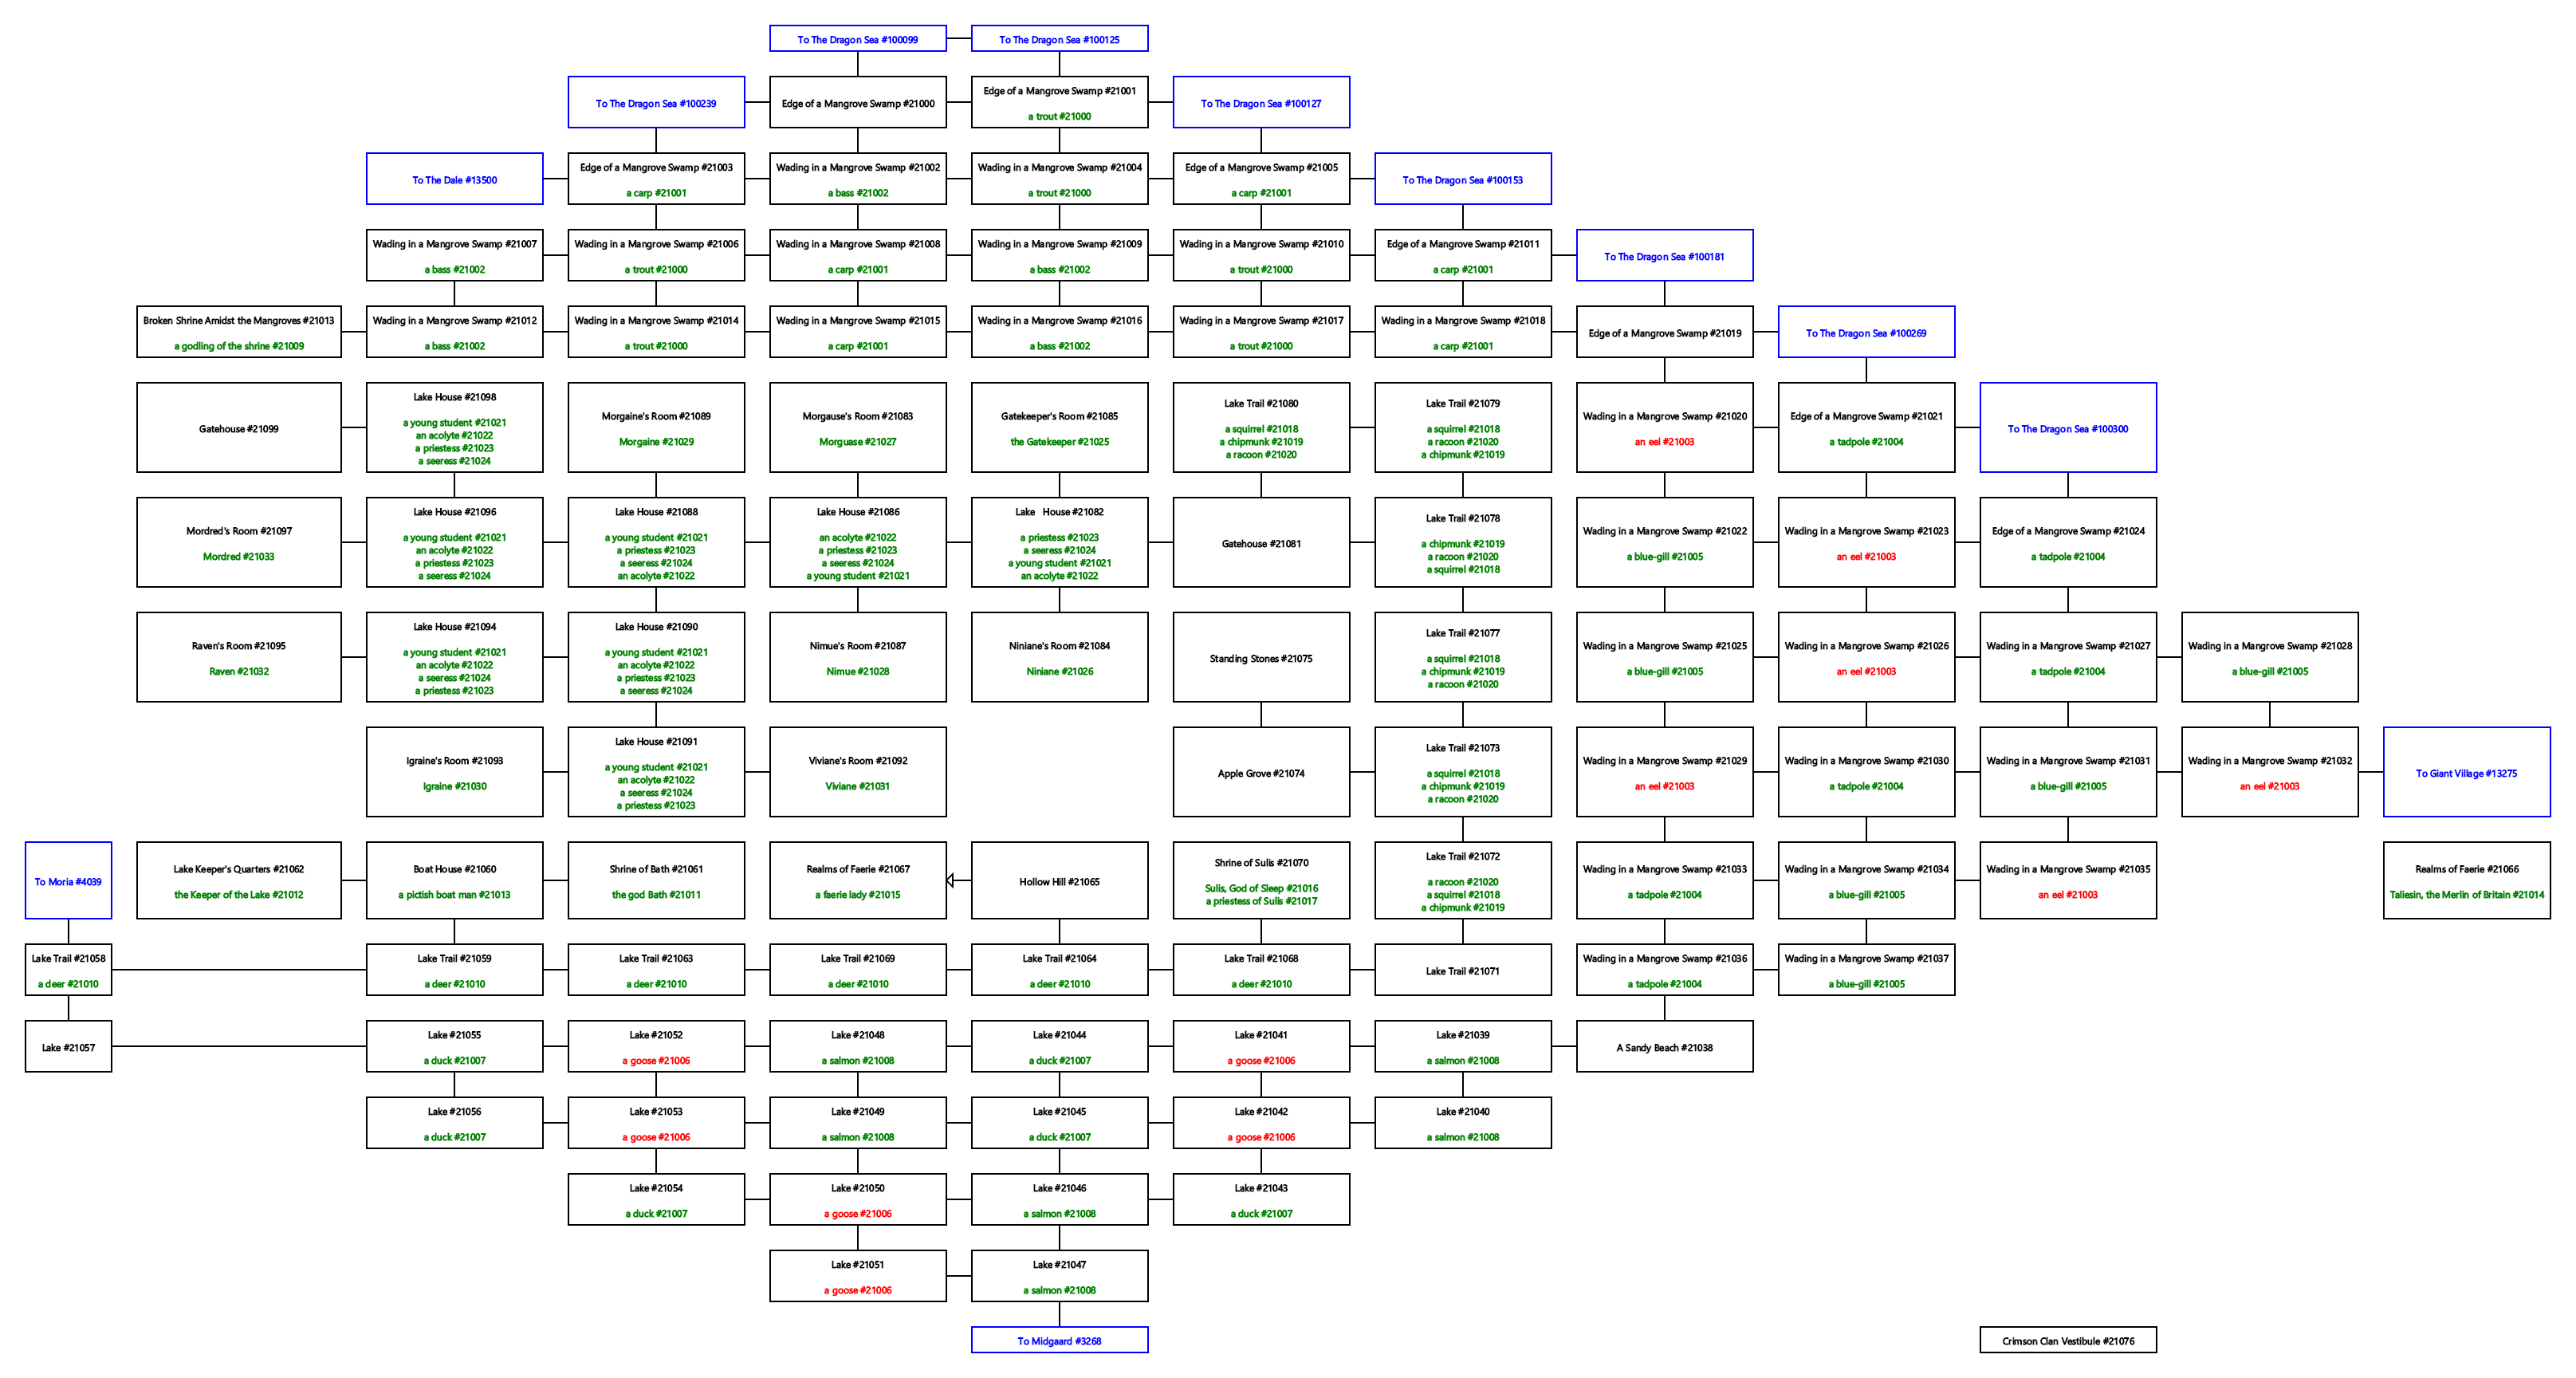 To The Dragon Sea #100099
To The Dragon Sea #100125
To The Dragon Sea #100239
Edge of a Mangrove Swamp #21000
Edge of a Mangrove Swamp #21001
a trout #21000
To The Dragon Sea #100127
To The Dale #13500
Edge of a Mangrove Swamp #21003
a carp #21001
Wading in a Mangrove Swamp #21002
a bass #21002
Wading in a Mangrove Swamp #21004
a trout #21000
Edge of a Mangrove Swamp #21005
a carp #21001
To The Dragon Sea #100153
Wading in a Mangrove Swamp #21007
a bass #21002
Wading in a Mangrove Swamp #21006
a trout #21000
Wading in a Mangrove Swamp #21008
a carp #21001
Wading in a Mangrove Swamp #21009
a bass #21002
Wading in a Mangrove Swamp #21010
a trout #21000
Edge of a Mangrove Swamp #21011
a carp #21001
To The Dragon Sea #100181
Broken Shrine Amidst the Mangroves #21013
a godling of the shrine #21009
Wading in a Mangrove Swamp #21012
a bass #21002
Wading in a Mangrove Swamp #21014
a trout #21000
Wading in a Mangrove Swamp #21015
a carp #21001
Wading in a Mangrove Swamp #21016
a bass #21002
Wading in a Mangrove Swamp #21017
a trout #21000
Wading in a Mangrove Swamp #21018
a carp #21001
Edge of a Mangrove Swamp #21019
To The Dragon Sea #100269
Gatehouse #21099
Lake House #21098
a young student #21021
an acolyte #21022
a priestess #21023
a seeress #21024
Morgaine's Room #21089
Morgaine #21029
Morgause's Room #21083
Morguase #21027
Gatekeeper's Room #21085
the Gatekeeper #21025
Lake Trail #21080
a squirrel #21018
a chipmunk #21019
a racoon #21020
Lake Trail #21079
a squirrel #21018
a racoon #21020
a chipmunk #21019
Wading in a Mangrove Swamp #21020
an eel #21003
Edge of a Mangrove Swamp #21021
a tadpole #21004
To The Dragon Sea #100300
Mordred's Room #21097
Mordred #21033
Lake House #21096
a young student #21021
an acolyte #21022
a priestess #21023
a seeress #21024
Lake House #21088
a young student #21021
a priestess #21023
a seeress #21024
an acolyte #21022
Lake House #21086
an acolyte #21022
a priestess #21023
a seeress #21024
a young student #21021
Lake   House #21082
a priestess #21023
a seeress #21024
a young student #21021
an acolyte #21022
Gatehouse #21081
Lake Trail #21078
a chipmunk #21019
a racoon #21020
a squirrel #21018
Wading in a Mangrove Swamp #21022
a blue-gill #21005
Wading in a Mangrove Swamp #21023
an eel #21003
Edge of a Mangrove Swamp #21024
a tadpole #21004
Raven's Room #21095
Raven #21032
Lake House #21094
a young student #21021
an acolyte #21022
a seeress #21024
a priestess #21023
Lake House #21090
a young student #21021
an acolyte #21022
a priestess #21023
a seeress #21024
Nimue's Room #21087
Nimue #21028
Niniane's Room #21084
Niniane #21026
Standing Stones #21075
Lake Trail #21077
a squirrel #21018
a chipmunk #21019
a racoon #21020
Wading in a Mangrove Swamp #21025
a blue-gill #21005
Wading in a Mangrove Swamp #21026
an eel #21003
Wading in a Mangrove Swamp #21027
a tadpole #21004
Wading in a Mangrove Swamp #21028
a blue-gill #21005
Igraine's Room #21093
Igraine #21030
Lake House #21091
a young student #21021
an acolyte #21022
a seeress #21024
a priestess #21023
Viviane's Room #21092
Viviane #21031
Apple Grove #21074
Lake Trail #21073
a squirrel #21018
a chipmunk #21019
a racoon #21020
Wading in a Mangrove Swamp #21029
an eel #21003
Wading in a Mangrove Swamp #21030
a tadpole #21004
Wading in a Mangrove Swamp #21031
a blue-gill #21005
Wading in a Mangrove Swamp #21032
an eel #21003
To Giant Village #13275
To Moria #4039
Lake Keeper's Quarters #21062
the Keeper of the Lake #21012
Boat House #21060
a pictish boat man #21013
Shrine of Bath #21061
the god Bath #21011
Realms of Faerie #21067
a faerie lady #21015
Hollow Hill #21065
Shrine of Sulis #21070
Sulis, God of Sleep #21016
a priestess of Sulis #21017
Lake Trail #21072
a racoon #21020
a squirrel #21018
a chipmunk #21019
Wading in a Mangrove Swamp #21033
a tadpole #21004
Wading in a Mangrove Swamp #21034
a blue-gill #21005
Wading in a Mangrove Swamp #21035
an eel #21003
Realms of Faerie #21066
Taliesin, the Merlin of Britain #21014
Lake Trail #21058
a deer #21010
Lake Trail #21059
a deer #21010
Lake Trail #21063
a deer #21010
Lake Trail #21069
a deer #21010
Lake Trail #21064
a deer #21010
Lake Trail #21068
a deer #21010
Lake Trail #21071
Wading in a Mangrove Swamp #21036
a tadpole #21004
Wading in a Mangrove Swamp #21037
a blue-gill #21005
Lake #21057
Lake #21055
a duck #21007
Lake #21052
a goose #21006
Lake #21048
a salmon #21008
Lake #21044
a duck #21007
Lake #21041
a goose #21006
Lake #21039
a salmon #21008
A Sandy Beach #21038
Lake #21056
a duck #21007
Lake #21053
a goose #21006
Lake #21049
a salmon #21008
Lake #21045
a duck #21007
Lake #21042
a goose #21006
Lake #21040
a salmon #21008
Lake #21054
a duck #21007
Lake #21050
a goose #21006
Lake #21046
a salmon #21008
Lake #21043
a duck #21007
Lake #21051
a goose #21006
Lake #21047
a salmon #21008
To Midgaard #3268
Crimson Clan Vestibule #21076